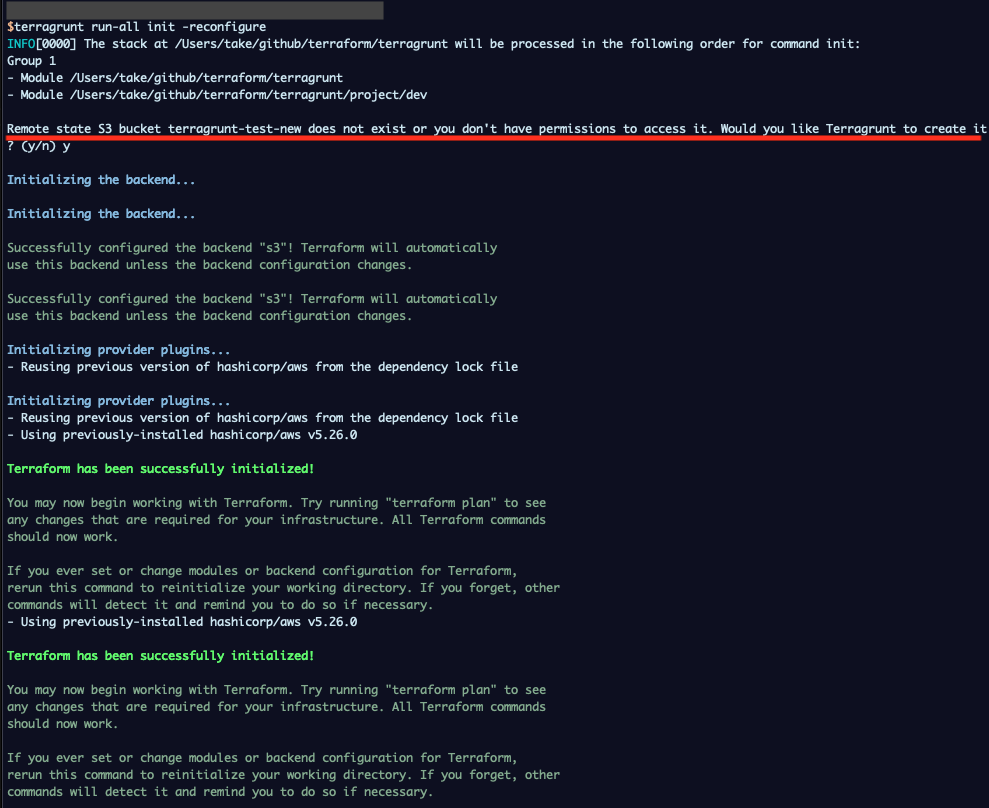 $terragrunt run-all init -reconfigure
INFO[0000] The stack at /Users/take/github/terraform/terragrunt will be processed in the following order for command init:
Group 1
- Module /Users/take/github/terraform/terragrunt
- Module /Users/take/github/terraform/terragrunt/project/dev
Remote state S3 bucket terragrunt-test-new does not exist or you don't have permissions to access it. Would you like Terragrunt to create it
? (y/n) y
Initializing the backend...
Initializing the backend...
Successfully configured the backend "s3"! Terraform will automatically
use this backend unless the backend configuration changes.
Successfully configured the backend "s3"! Terraform will automatically
use this backend unless the backend configuration changes.
Initializing provider plugins...
- Reusing previous version of hashicorp/aws from the dependency lock file
Initializing provider plugins...
- Reusing previous version of hashicorp/aws from the dependency lock file
- Using previously-installed hashicorp/aws v5.26.0
Terraform has been successfully initialized!
You may now begin working with Terraform. Try running "terraform plan" to see
any changes that are required for your infrastructure. All Terraform commands
should now work.
If you ever set or change modules or backend configuration for Terraform,
rerun this command to reinitialize your working directory. If you forget, other
commands will detect it and remind you to do so if necessary.
- Using previously-installed hashicorp/aws v5.26.0
Terraform has been successfully initialized!
You may now begin working with Terraform. Try running "terraform plan" to see
any changes that are required for your infrastructure. All Terraform commands
should now work.
If you ever set or change modules or backend configuration for Terraform,
rerun this command to reinitialize your working directory. If you forget, other
commands will detect it and remind you to do so if necessary.